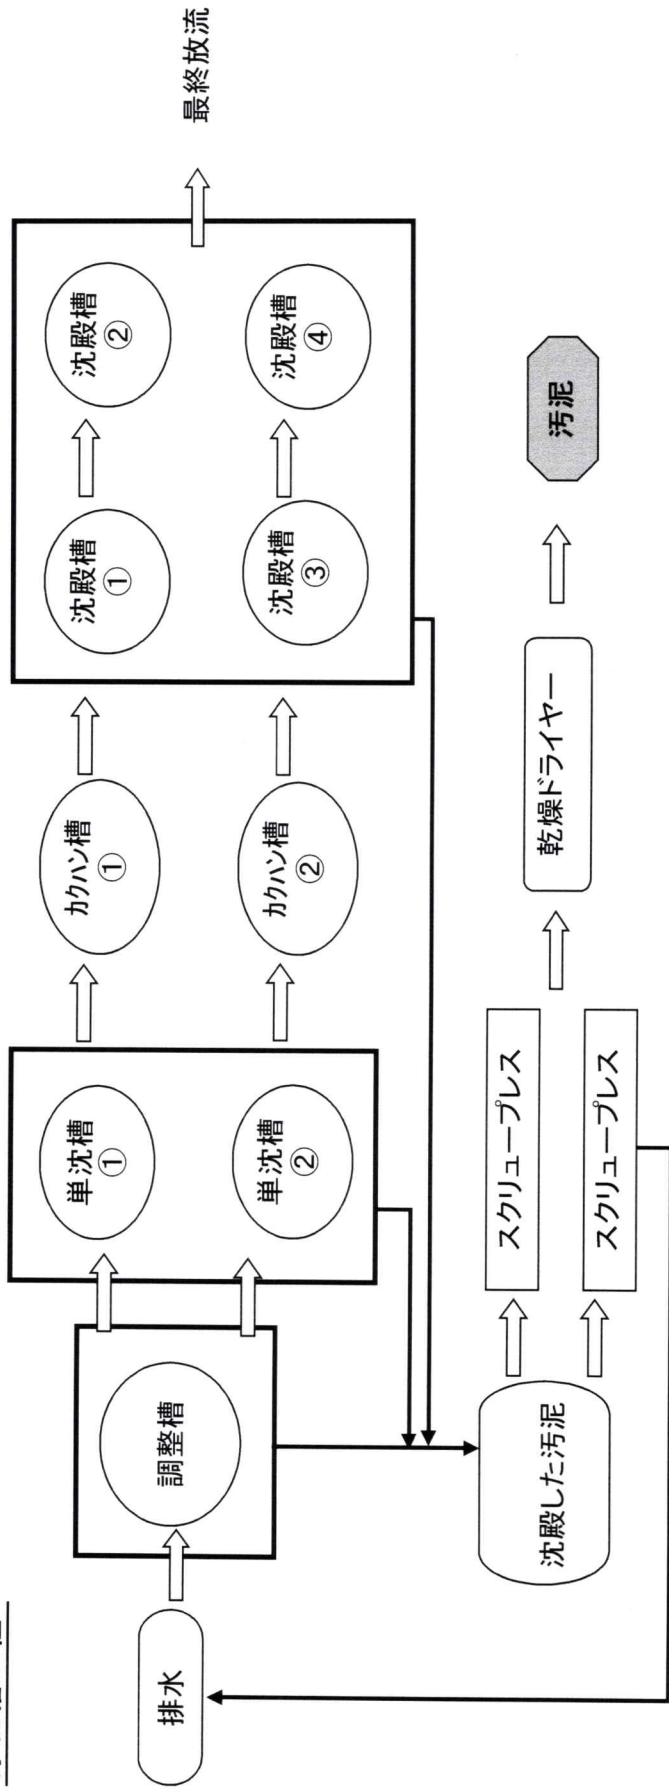 排水
調整槽
単沈槽
①
単沈槽
②
カクハン槽
①
カクハン槽
②
沈殿槽
①
沈殿槽
②
沈殿槽
③
沈殿槽
④
最終放流
沈殿した汚泥
スクリュープレス
スクリュープレス
乾燥ドライヤー
汚泥